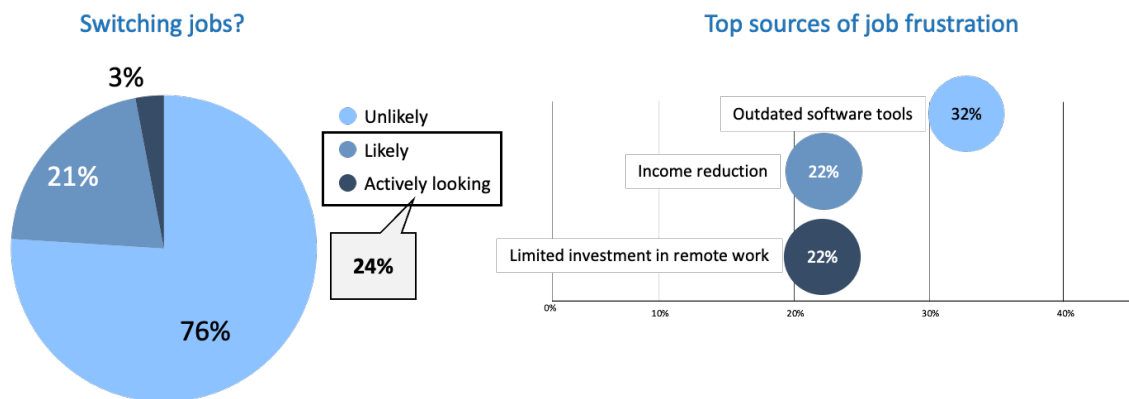 Switching jobs?
3%
21%
76%
Unlikely
Likely
Actively looking
24%
Top sources of job frustration
Outdated software tools
32%
Income reduction
22%
Limited investment in remote work
22%
0%
10%
20%
30%
40%